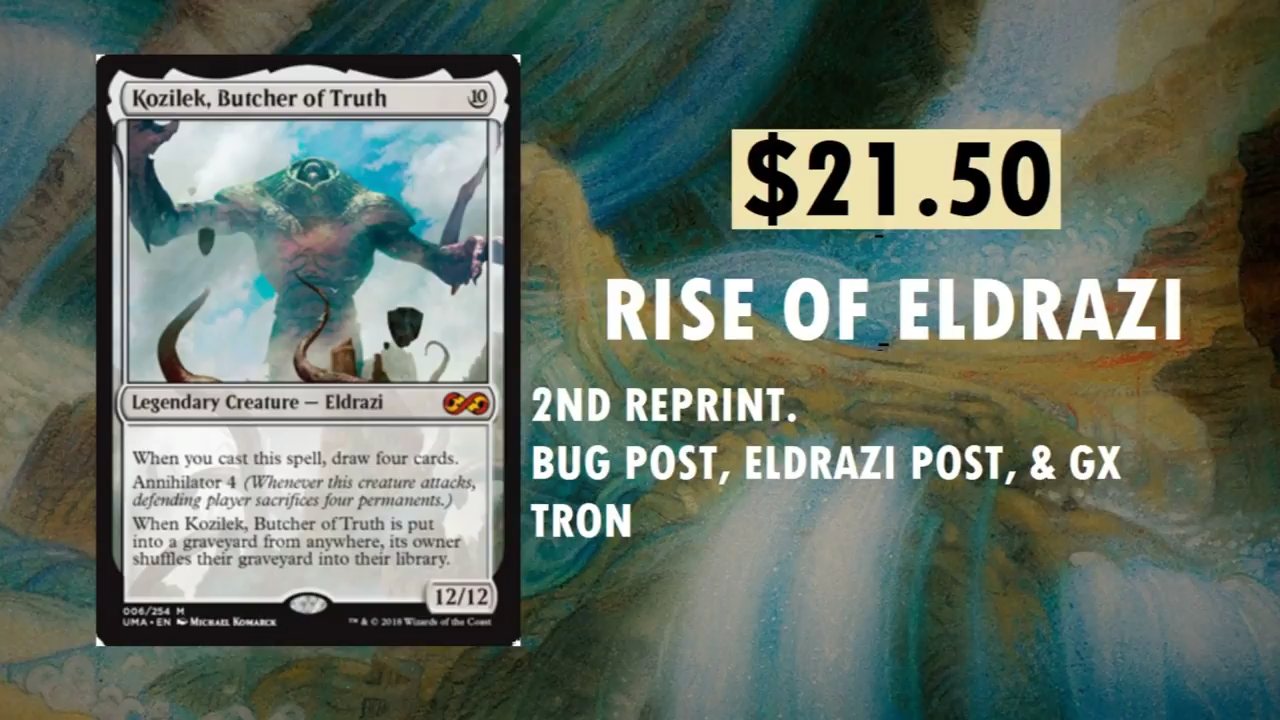 Kozilek, Butcher of Truth 10
Legendary Creature — Eldrazi
When you cast this spell, draw four cards.
Annihilator 4 (Whenever this creature attacks,
defending player sacrifices four permanents.)
When Kozilek, Butcher of Truth is put
into a graveyard from anywhere, its owner
shuffles their graveyard into their library.
12/12
006/254 M
UMA • EN Michael Komarck
™ & © 2018 Wizards of the Coast
$21.50
RISE OF ELDRAZI
2ND REPRINT.
BUG POST, ELDRAZI POST, & GX
TRON